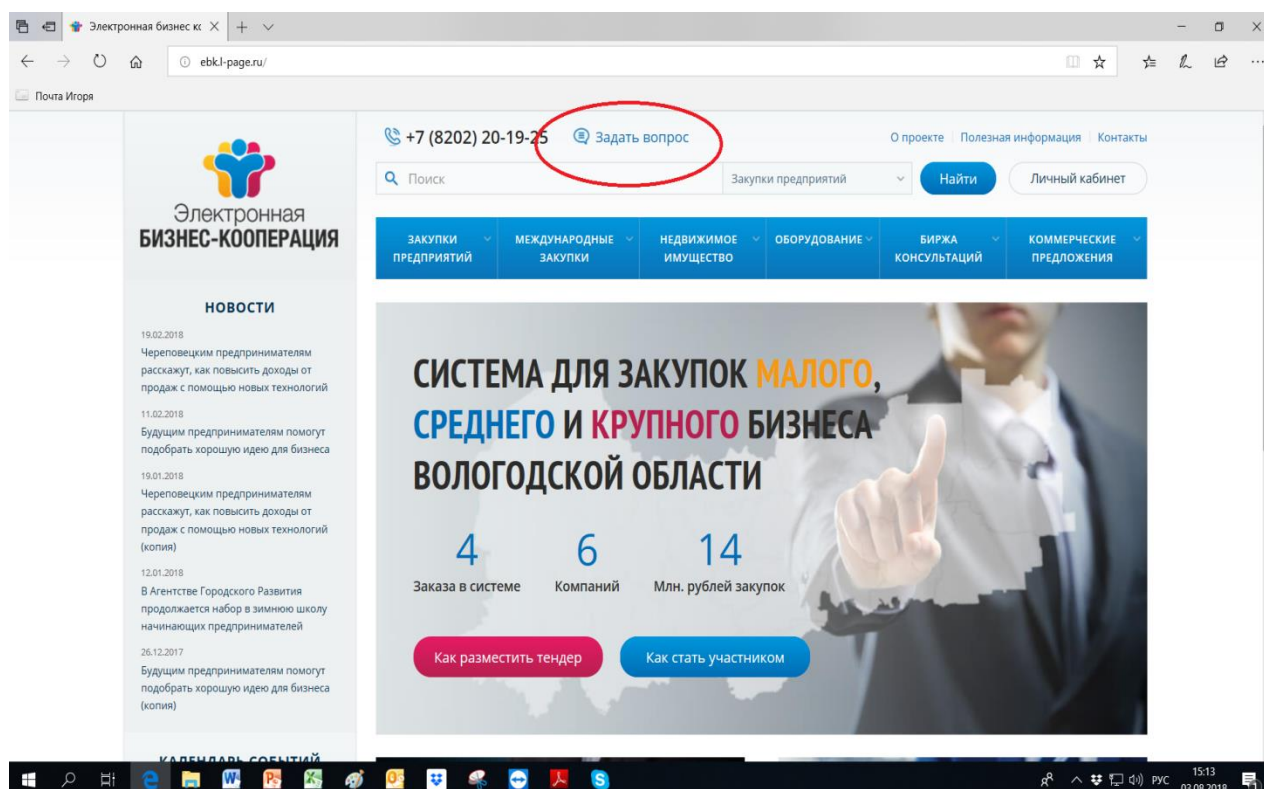 Электронная бизнес кс
ebk.l-page.ru/
Почта Игоря
Электронная
БИЗНЕС-КООПЕРАЦИЯ
+7 (8202) 20-19-25 Задать вопрос О проекте Полезная информация Контакты
Поиск Закупки предприятий Найти Личный кабинет
ЗАКУПКИ ПРЕДПРИЯТИЙ
МЕЖДУНАРОДНЫЕ ЗАКУПКИ
НЕДВИЖИМОЕ ИМУЩЕСТВО
ОБОРУДОВАНИЕ
БИРЖА КОНСУЛЬТАЦИЙ
КОММЕРЧЕСКИЕ ПРЕДЛОЖЕНИЯ
НОВОСТИ
19.02.2018
Череповецким предпринимателям
расскажут, как повысить доходы от
продаж с помощью новых технологий
11.02.2018
Будущим предпринимателям помогут
подобрать хорошую идею для бизнеса
19.01.2018
Череповецким предпринимателям
расскажут, как повысить доходы от
продаж с помощью новых технологий
(копия)
12.01.2018
В Агентстве Городского Развития
продолжается набор в зимнюю школу
начинающих предпринимателей
26.12.2017
Будущим предпринимателям помогут
подобрать хорошую идею для бизнеса
(копия)
КАЛЕНДАРЬ СОБЫТИЙ
СИСТЕМА ДЛЯ ЗАКУПОК МАЛОГО,
СРЕДНЕГО И КРУПНОГО БИЗНЕСА
ВОЛОГОДСКОЙ ОБЛАСТИ
4 6 14
Заказа в системе Компаний Млн. рублей закупок
Как разместить тендер Как стать участником
РУС 15:13
03.08.2018